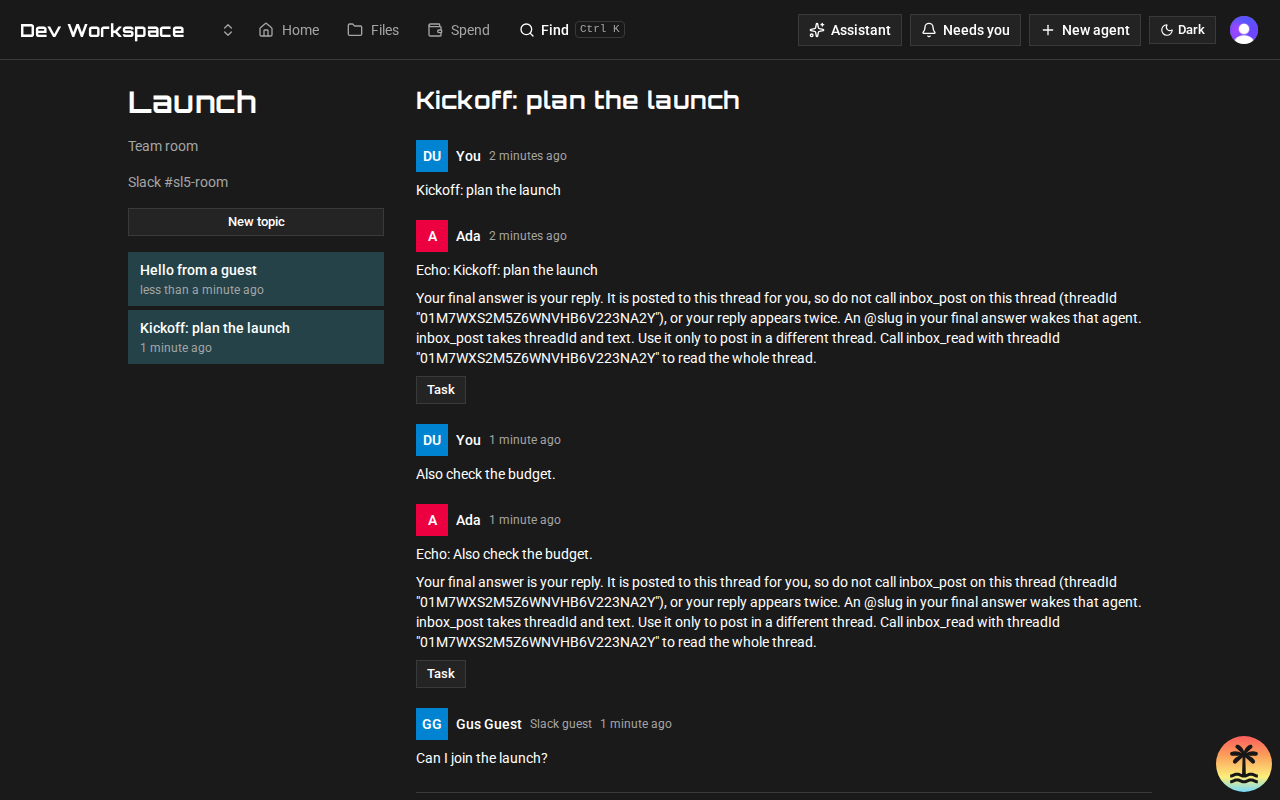 Dev Workspace
Home
Files
Spend
Find Ctrl K
Assistant
Needs you
New agent
Dark
Launch
Team room
Slack #sl5-room
New topic
Hello from a guest
less than a minute ago
Kickoff: plan the launch
1 minute ago
Kickoff: plan the launch
DU You 2 minutes ago
Kickoff: plan the launch
A Ada 2 minutes ago
Echo: Kickoff: plan the launch
Your final answer is your reply. It is posted to this thread for you, so do not call inbox_post on this thread (threadId
"01M7WXS2M5Z6WNVHB6V223NA2Y"), or your reply appears twice. An @slug in your final answer wakes that agent.
inbox_post takes threadId and text. Use it only to post in a different thread. Call inbox_read with threadId
"01M7WXS2M5Z6WNVHB6V223NA2Y" to read the whole thread.
Task
DU You 1 minute ago
Also check the budget.
A Ada 1 minute ago
Echo: Also check the budget.
Your final answer is your reply. It is posted to this thread for you, so do not call inbox_post on this thread (threadId
"01M7WXS2M5Z6WNVHB6V223NA2Y"), or your reply appears twice. An @slug in your final answer wakes that agent.
inbox_post takes threadId and text. Use it only to post in a different thread. Call inbox_read with threadId
"01M7WXS2M5Z6WNVHB6V223NA2Y" to read the whole thread.
Task
GG Gus Guest Slack guest 1 minute ago
Can I join the launch?